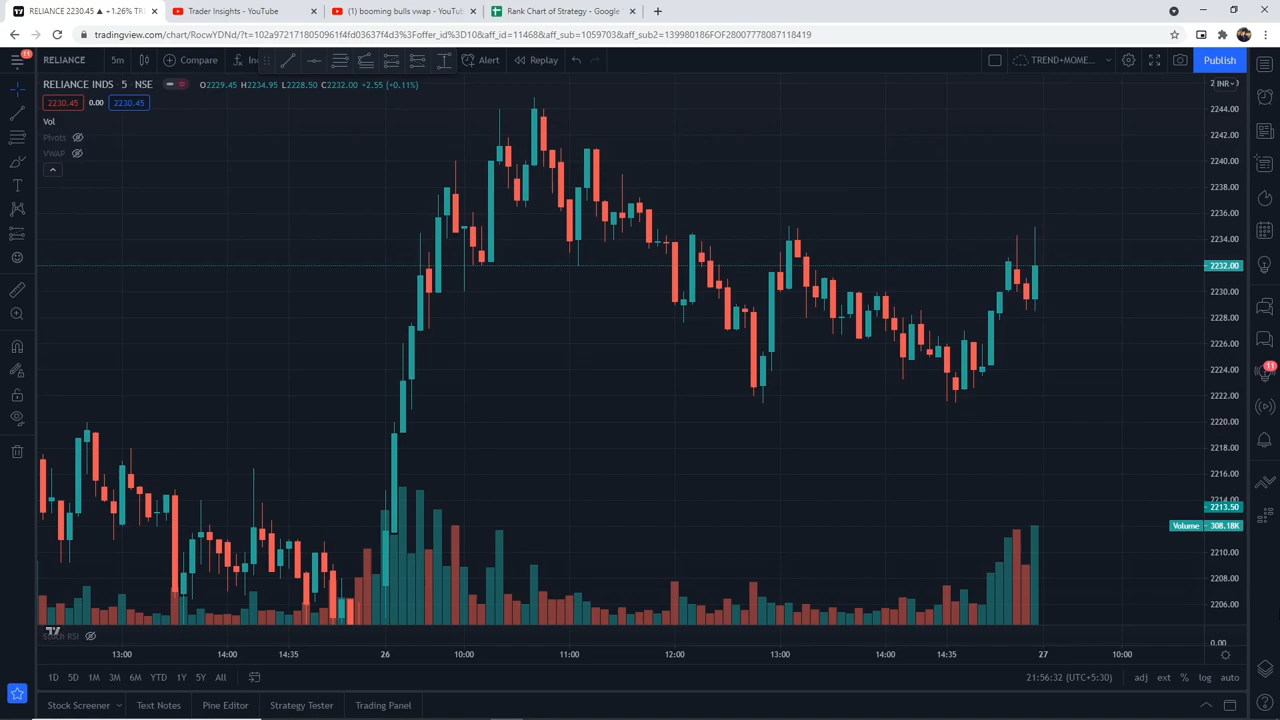 RELIANCE 2230.45 ▲ +1.26% TR
Trader Insights - YouTube
(1) booming bulls vwap - YouTu
Rank Chart of Strategy - Google
tradingview.com/chart/RocwYDNd/?t=102a9721718050961f4fd03637f4d3%3Foffer_id%3D10&aff_id=11468&aff_sub=1059703&aff_sub2=139980186FOF28007778087118419
11
RELIANCE 5m Compare In Alert Replay TREND+MOME... Publish
RELIANCE INDS 5 NSE O2229.45 H2234.95 L2228.50 C2232.00 +2.55 (+0.11%)
2230.45 0.00 2230.45
Vol
Pivots
VWAP
INR
2244.00
2242.00
2240.00
2238.00
2236.00
2234.00
2232.00
2230.00
2228.00
2226.00
2224.00
2222.00
2220.00
2218.00
2216.00
2214.00
2213.50
Volume 308.18K
2210.00
2208.00
2206.00
0.00
11
Stoch RSI
13:00 14:00 14:35 26 10:00 11:00 12:00 13:00 14:00 14:35 27 10:00
1D 5D 1M 3M 6M YTD 1Y 5Y All 21:56:32 (UTC+5:30) adj ext % log auto
Stock Screener Text Notes Pine Editor Strategy Tester Trading Panel